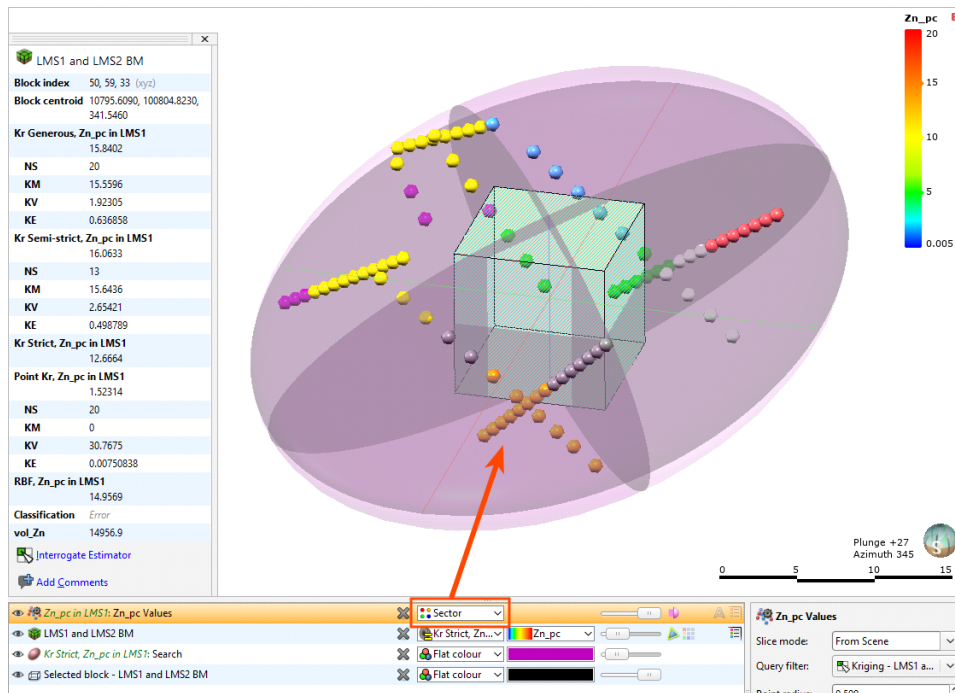 LMS1 and LMS2 BM
Block index 50, 59, 33 (xyz)
Block centroid 10795.6090, 100804.8230,
341.5460
Kr Generous, Zn_pc in LMS1
15.8402
NS 20
KM 15.5596
KV 1.92305
KE 0.636858
Kr Semi-strict, Zn_pc in LMS1
16.0633
NS 13
KM 15.6436
KV 2.65421
KE 0.498789
Kr Strict, Zn_pc in LMS1
12.6664
Point Kr, Zn_pc in LMS1
1.52314
NS 20
KM 0
KV 30.7675
KE 0.00750838
RBF, Zn_pc in LMS1
14.9569
Classification Error
vol_Zn 14956.9
Interrogate Estimator
Add Comments
Zn_pc
20
15
10
5
0.005
Plunge +27
Azimuth 345
0 5 10 15
Zn_pc in LMS1: Zn_pc Values Sector
LMS1 and LMS2 BM Kr Strict, Zn... Zn_pc
Kr Strict, Zn_pc in LMS1: Search Flat colour
Selected block - LMS1 and LMS2 BM Flat colour
Zn_pc Values
Slice mode: From Scene
Query filter: Kriging - LMS1 a...